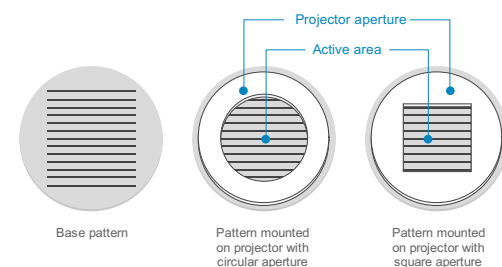 Projector aperture
Active area
Base pattern
Pattern mounted
on projector with
circular aperture
Pattern mounted
on projector with
square aperture